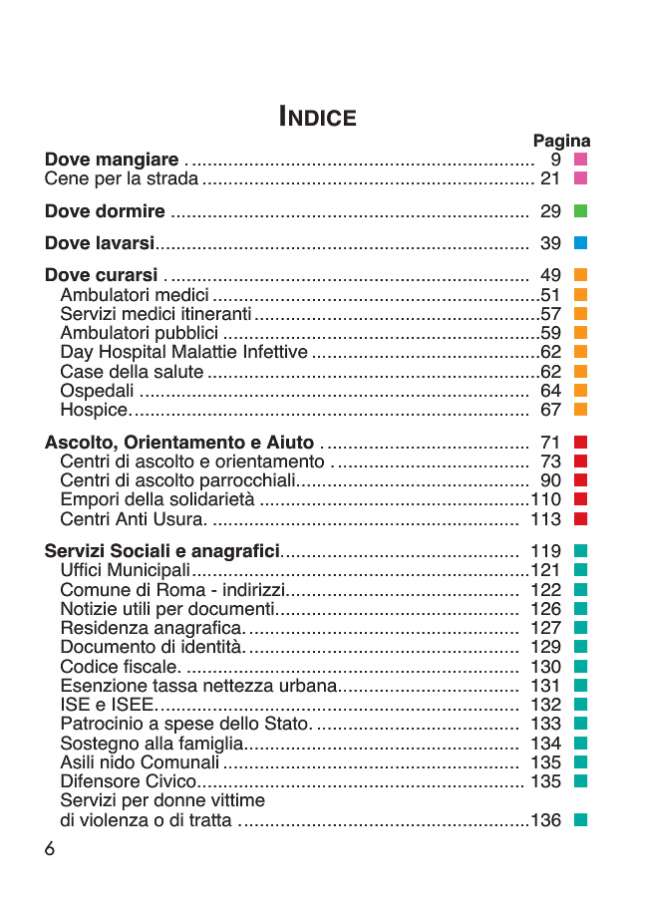 INDICE
Pagina
Dove mangiare . .................................................................. 9
Cene per la strada ................................................................ 21
Dove dormire ..................................................................... 29
Dove lavarsi........................................................................ 39
Dove curarsi . ..................................................................... 49
Ambulatori medici ...............................................................51
Servizi medici itineranti .......................................................57
Ambulatori pubblici .............................................................59
Day Hospital Malattie Infettive ............................................62
Case della salute ................................................................62
Ospedali ........................................................................... 64
Hospice............................................................................. 67
Ascolto, Orientamento e Aiuto . ........................................ 71
Centri di ascolto e orientamento . ...................................... 73
Centri di ascolto parrocchiali............................................. 90
Empori della solidarietà ....................................................110
Centri Anti Usura. ........................................................... 113
Servizi Sociali e anagrafici.............................................. 119
Uffici Municipali.................................................................121
Comune di Roma - indirizzi............................................. 122
Notizie utili per documenti............................................... 126
Residenza anagrafica. .................................................... 127
Documento di identità. .................................................... 129
Codice fiscale. ................................................................ 130
Esenzione tassa nettezza urbana................................... 131
ISE e ISEE...................................................................... 132
Patrocinio a spese dello Stato. ....................................... 133
Sostegno alla famiglia..................................................... 134
Asili nido Comunali ......................................................... 135
Difensore Civico............................................................... 135
Servizi per donne vittime
di violenza o di tratta ........................................................136
6